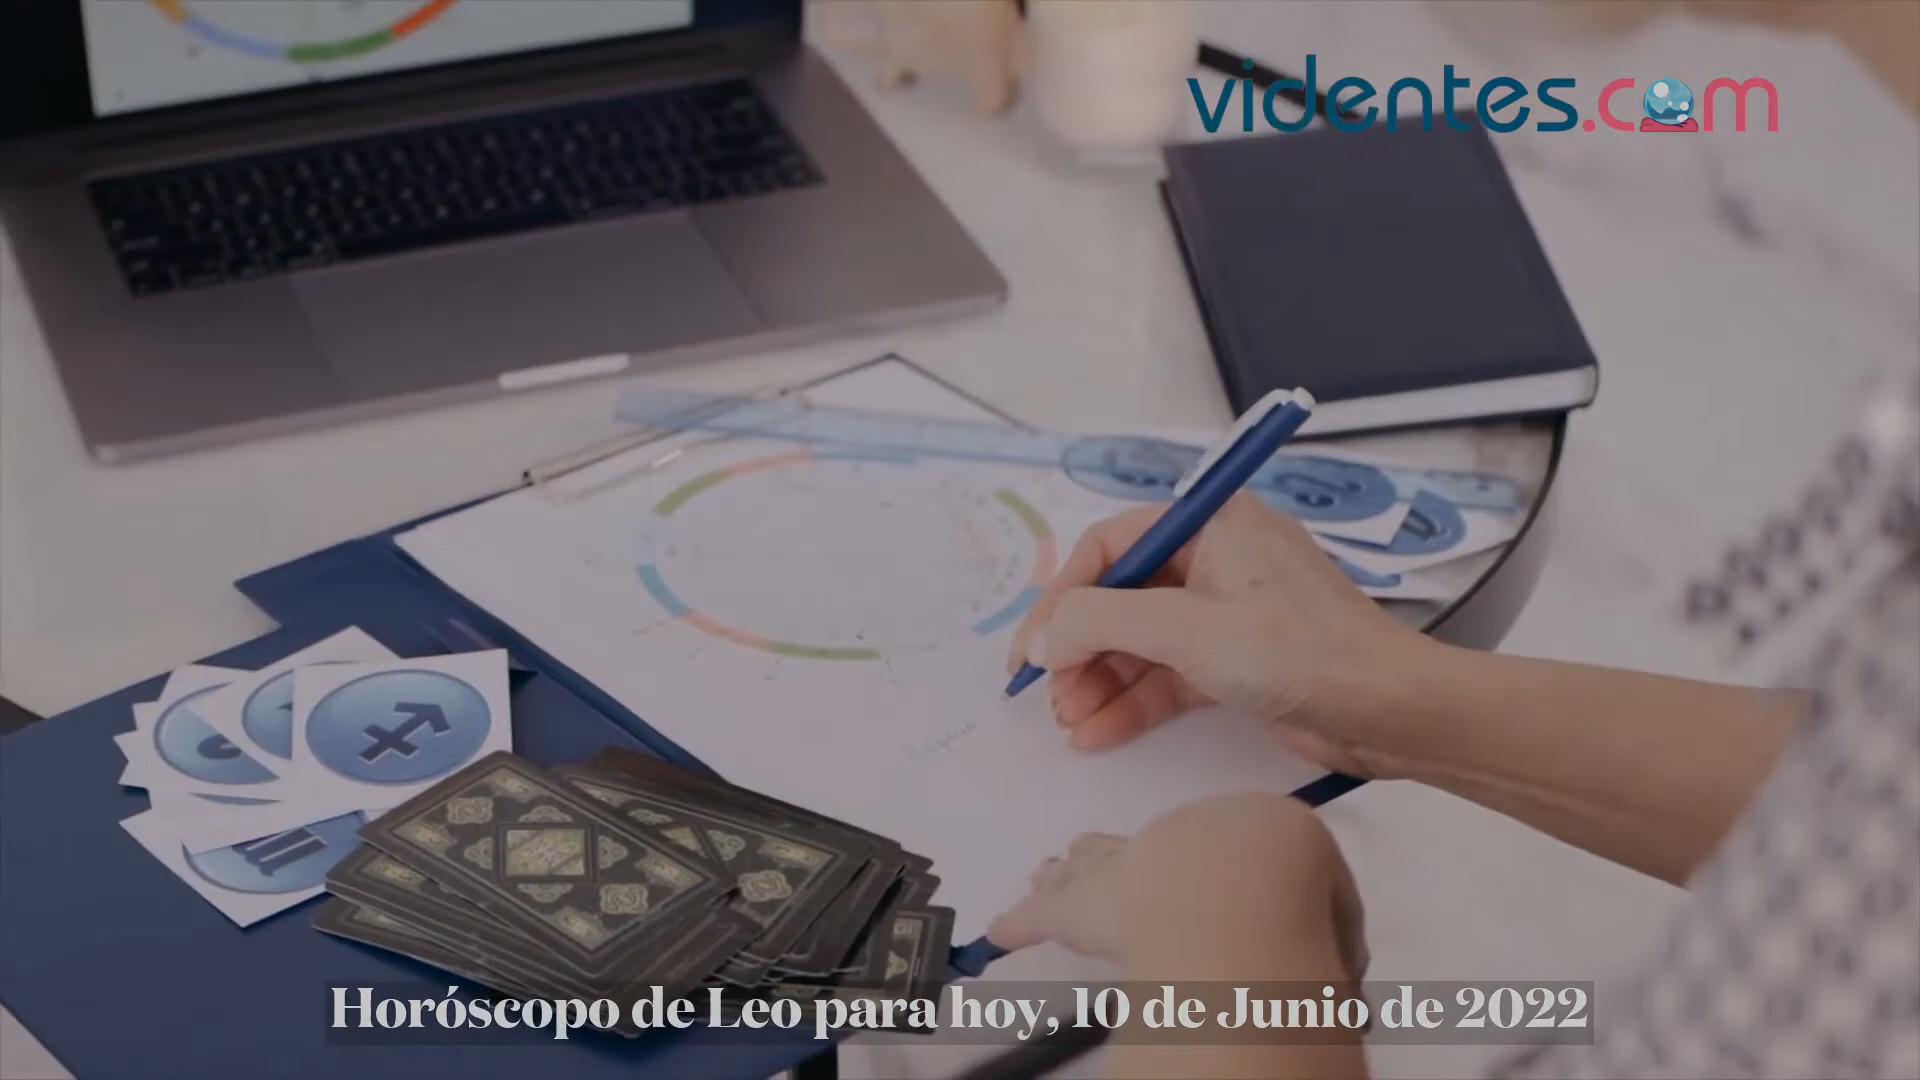 videntes.com
Horóscopo de Leo para hoy, 10 de Junio de 2022